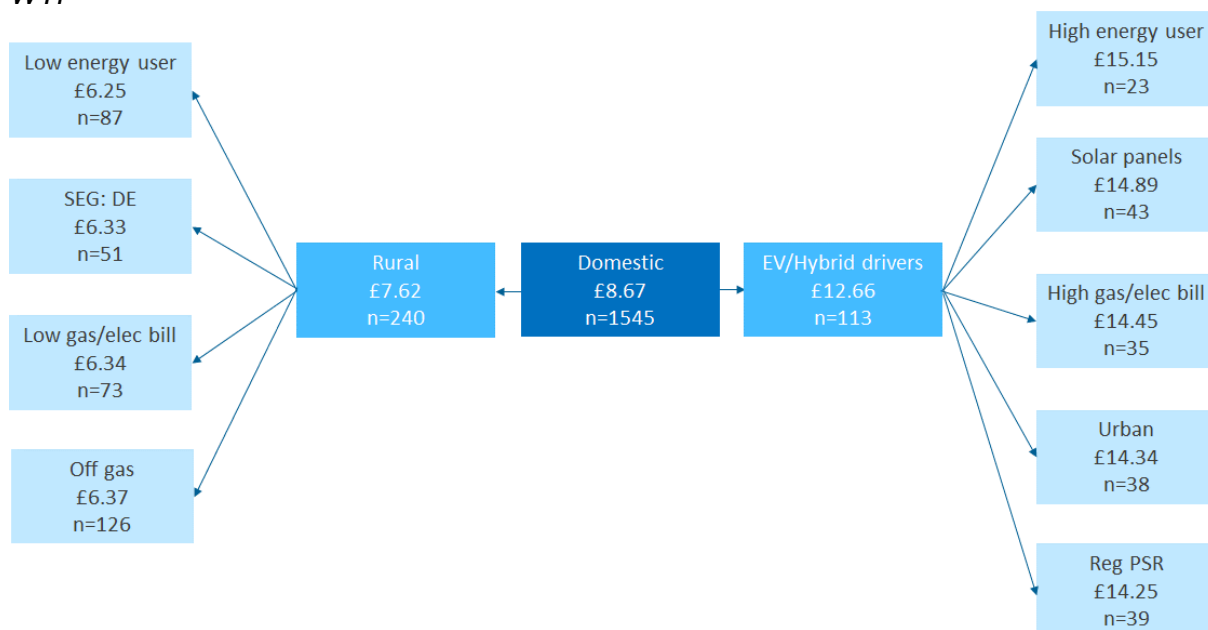 Low energy user
£6.25
n=87
SEG: DE
£6.33
n=51
Low gas/elec bill
£6.34
n=73
Off gas
£6.37
n=126
Rural
£7.62
n=240
Domestic
£8.67
n=1545
EV/Hybrid drivers
£12.66
n=113
High energy user
£15.15
n=23
Solar panels
£14.89
n=43
High gas/elec bill
£14.45
n=35
Urban
£14.34
n=38
Reg PSR
£14.25
n=39